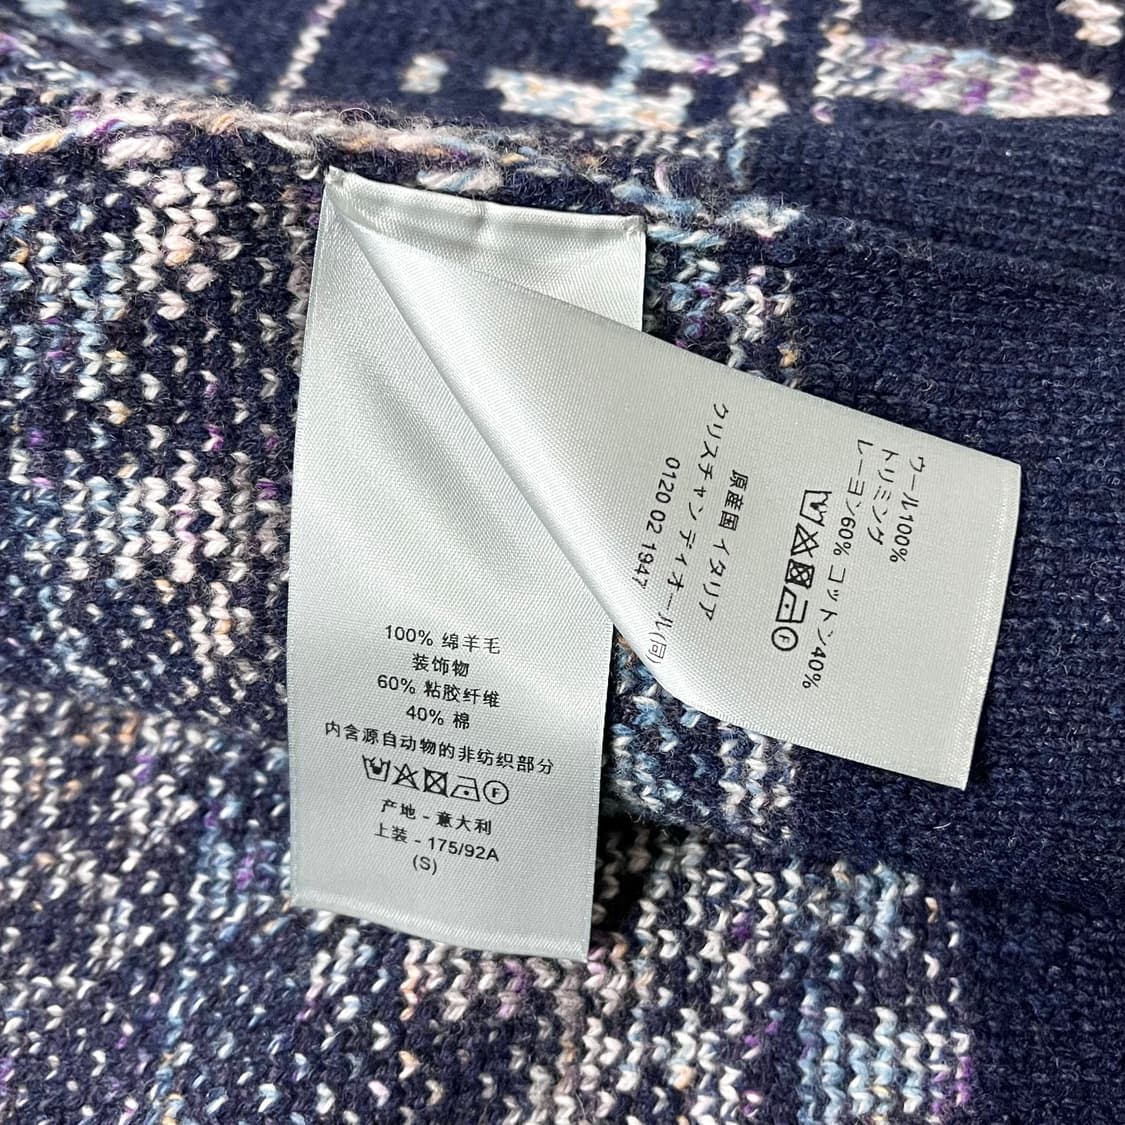 100% 绵羊毛
装饰物
60% 粘胶纤维
40% 棉
内含源自动物的非纺织部分
产地 - 意大利
上装 - 175/92A
(S)
ウール100%
トリミング
レーヨン60% コットン40%
原産国 イタリア
クリスチャン ディオール(同)
0120 02 1947